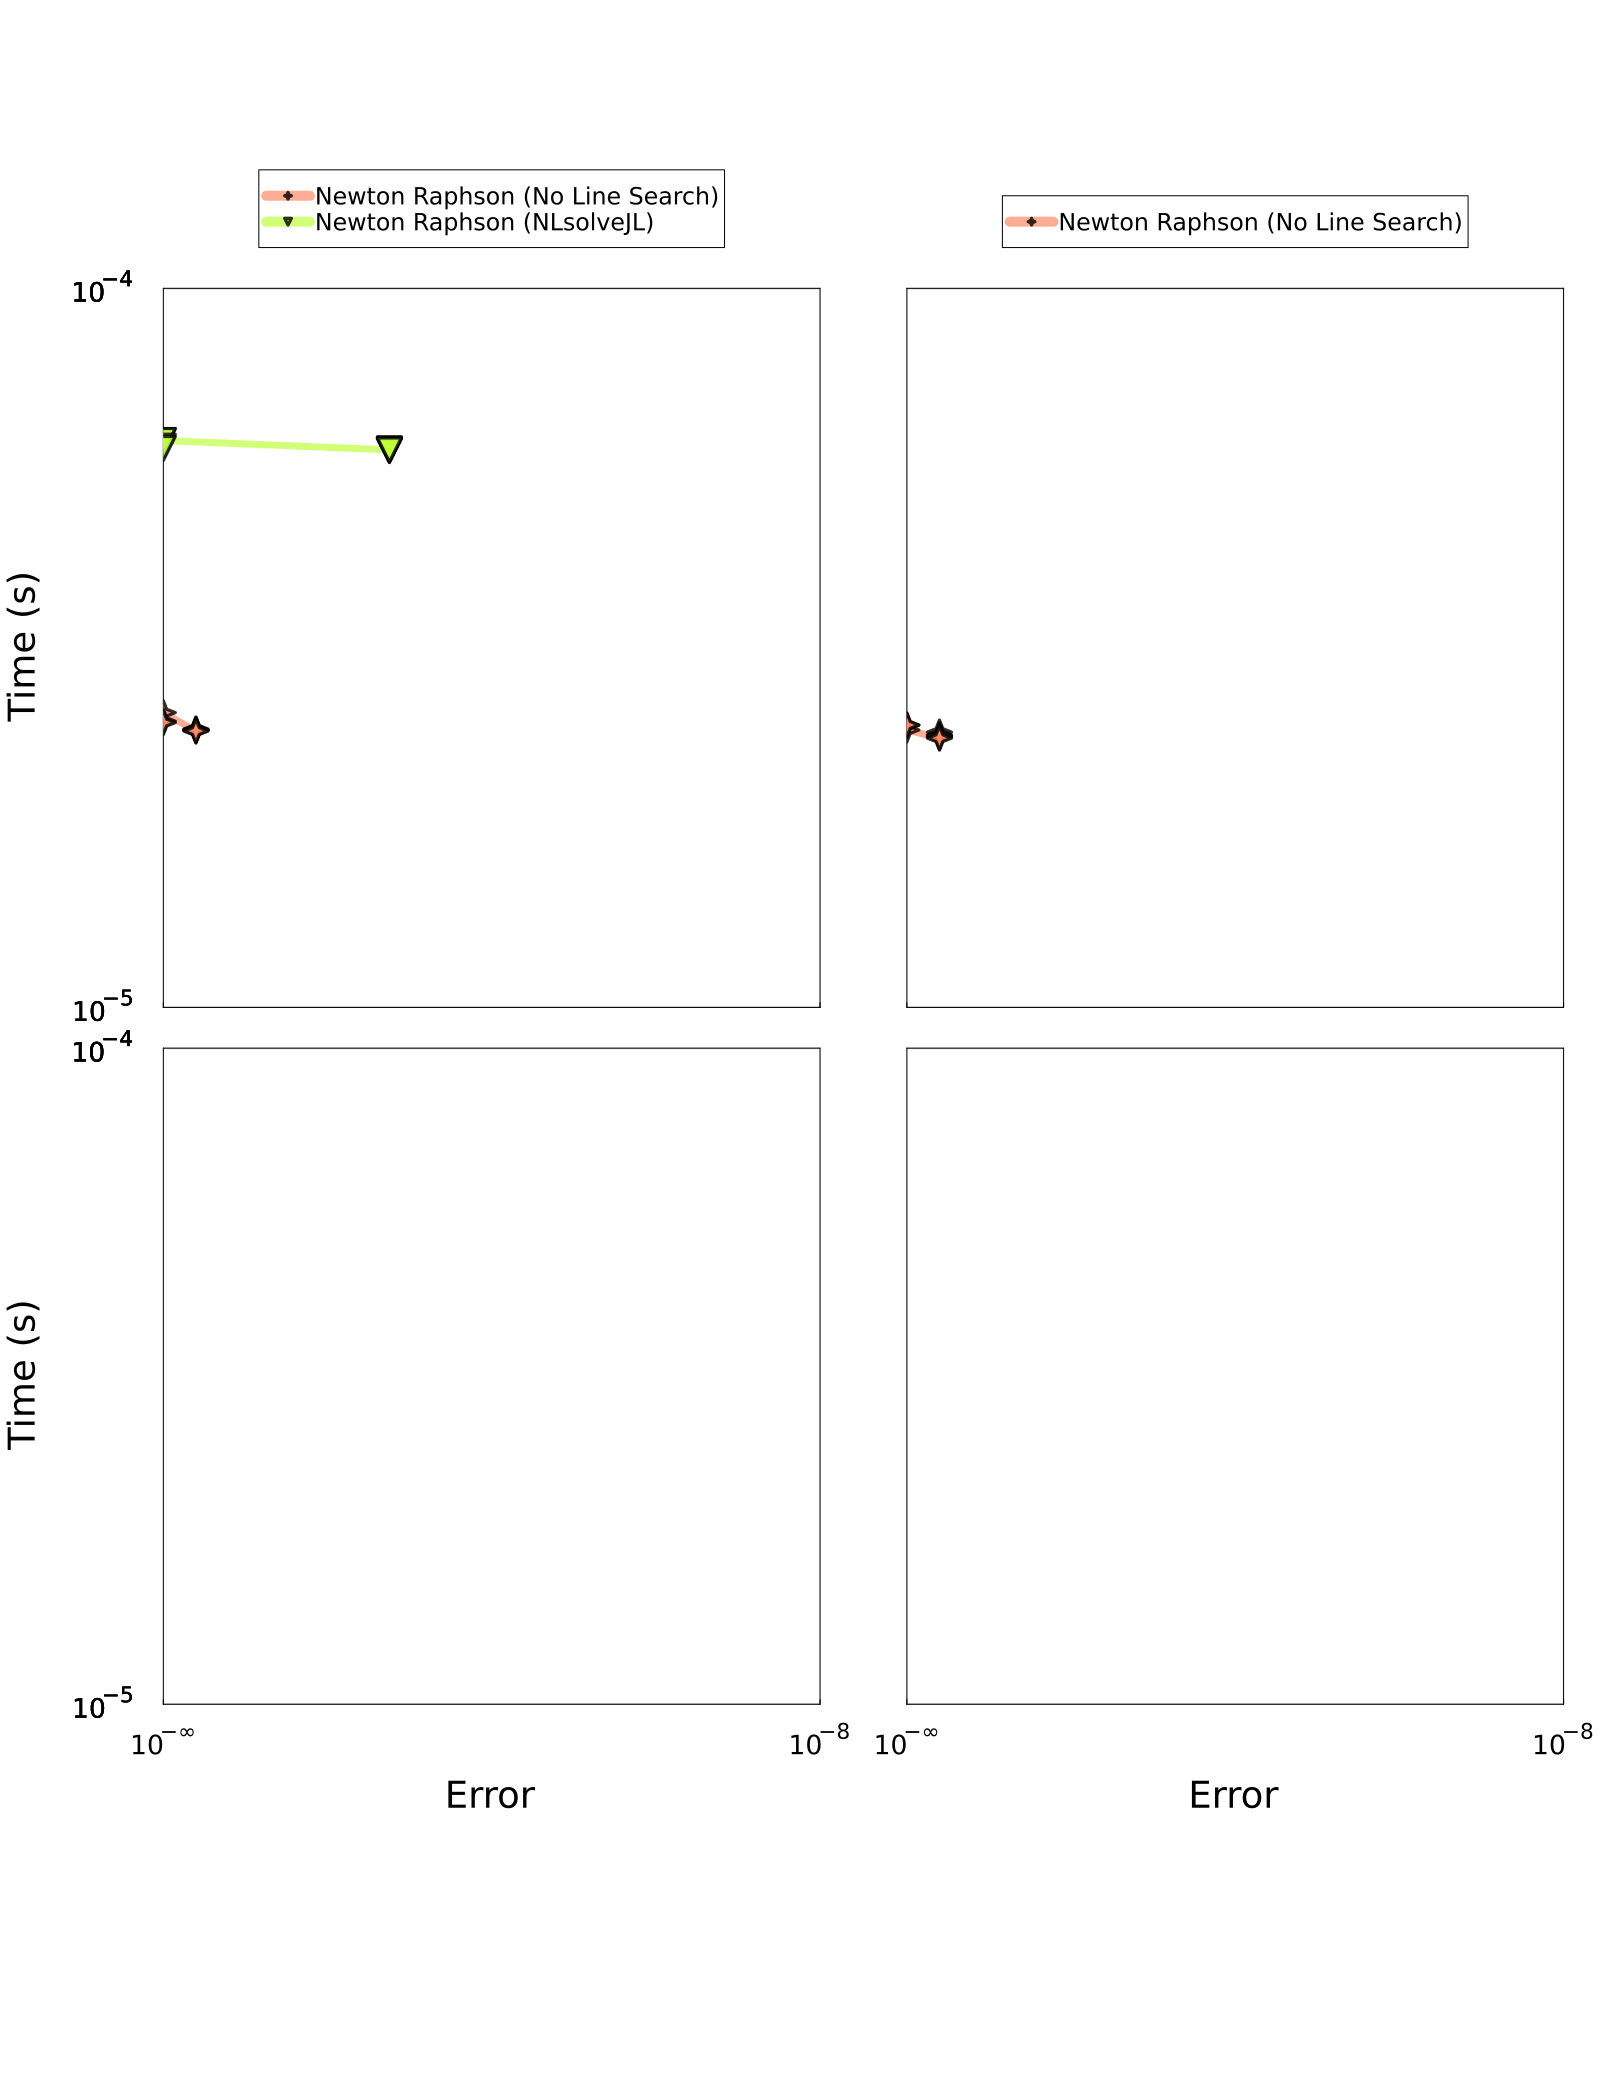 Newton Raphson (No Line Search)
Newton Raphson (NLsolveJL)
Newton Raphson (No Line Search)
10⁻⁴
Time (s)
10⁻⁵
10⁻⁴
Time (s)
10⁻⁵
10⁻∞ 10⁻⁸ 10⁻∞ 10⁻⁸
Error Error